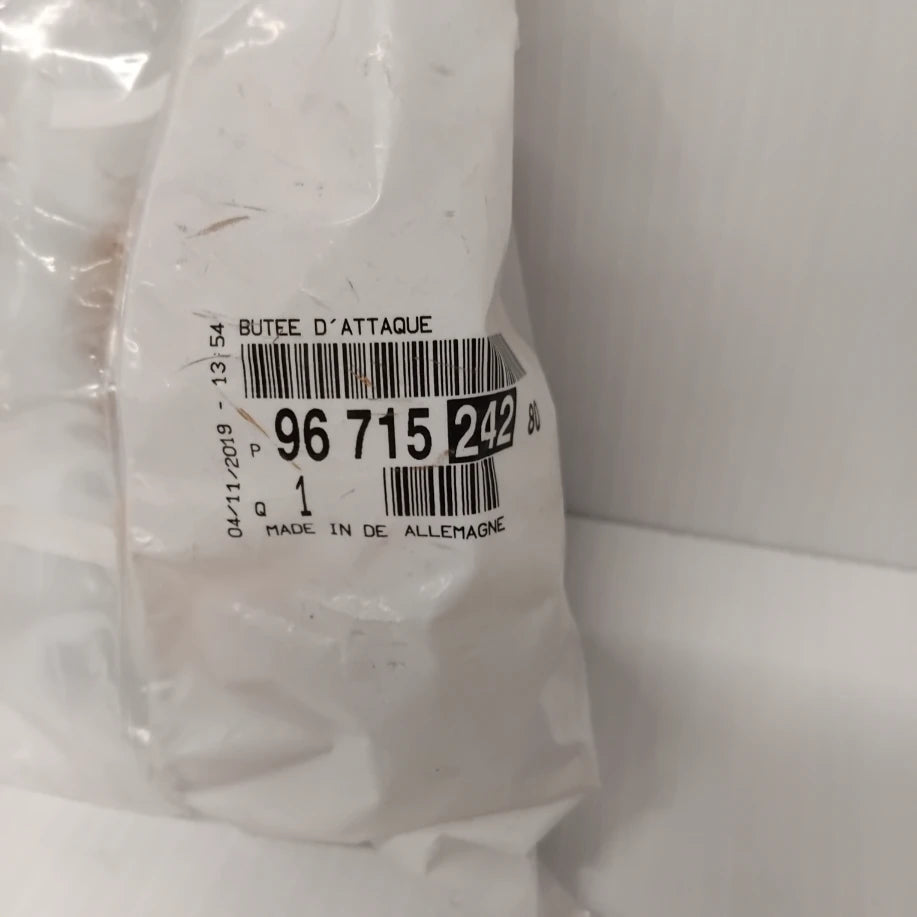 BUTEE D´ATTAQUE
P 96 715 242 80
Q 1
MADE IN DE ALLEMAGNE
04/11/2019 - 13:54